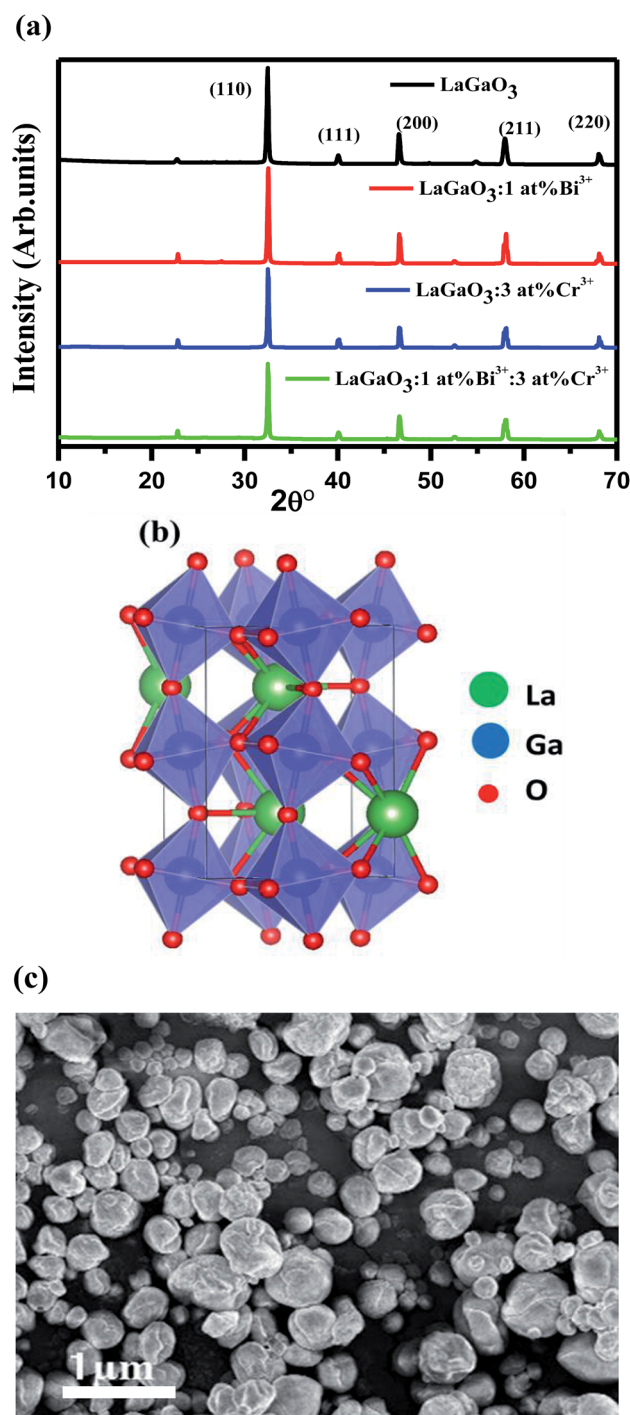 (a)
(110)
(111)
(200)
(211)
(220)
LaGaO₃
LaGaO₃:1 at%Bi³⁺
LaGaO₃:3 at%Cr³⁺
LaGaO₃:1 at%Bi³⁺:3 at%Cr³⁺
Intensity (Arb.units)
10 20 30 40 50 60 70
2θ°
(b)
La
Ga
O
(c)
1μm